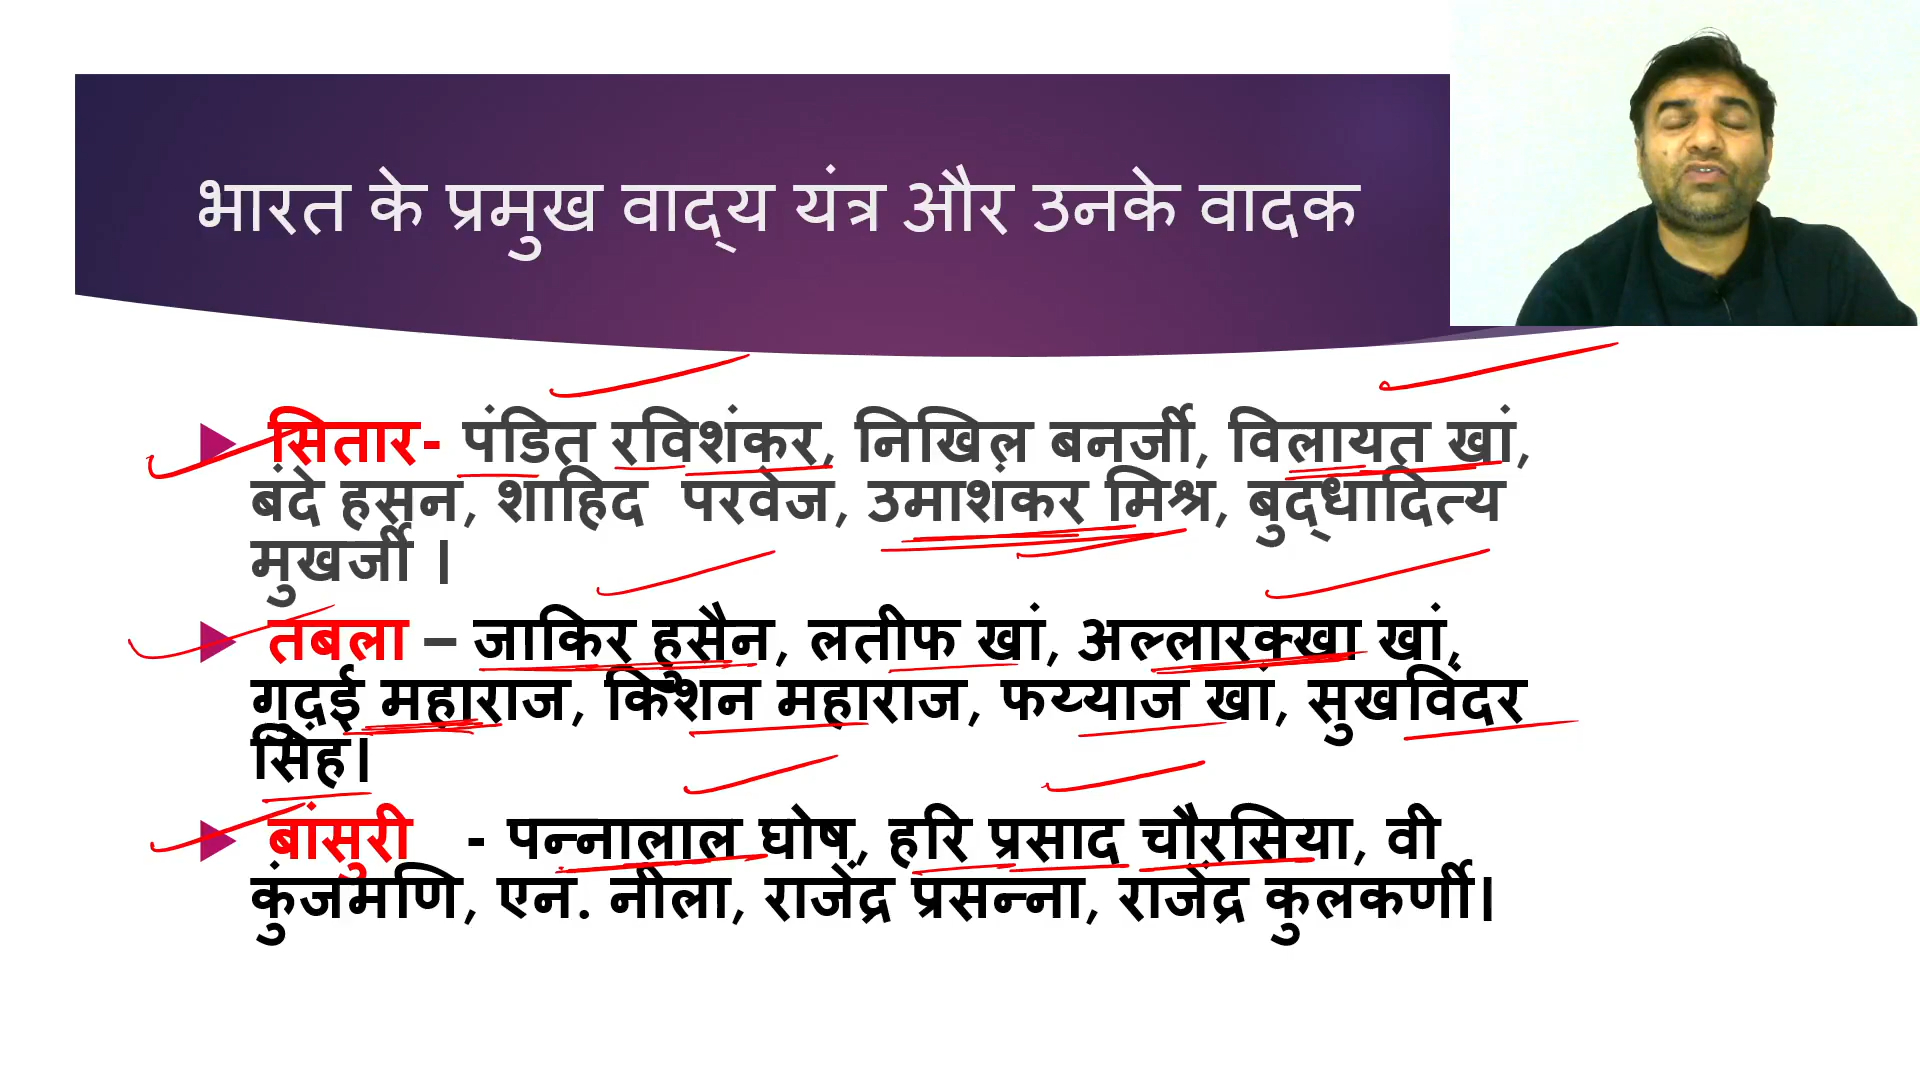 भारत के प्रमुख वाद्य यंत्र और उनके वादक
सितार- पंडित रविशंकर, निखिल बनर्जी, विलायत खां,
बंदे हसन, शाहिद परवेज, उमाशंकर मिश्र, बुद्धादित्य
मुखर्जी ।
तबला – जाकिर हुसैन, लतीफ खां, अल्लारक्खा खां,
गुदई महाराज, किशन महाराज, फय्याज खां, सुखविंदर
सिंह।
बांसुरी - पन्नालाल घोष, हरि प्रसाद चौरसिया, वी
कुंजमणि, एन. नीला, राजेंद्र प्रसन्ना, राजेंद्र कुलकर्णी।